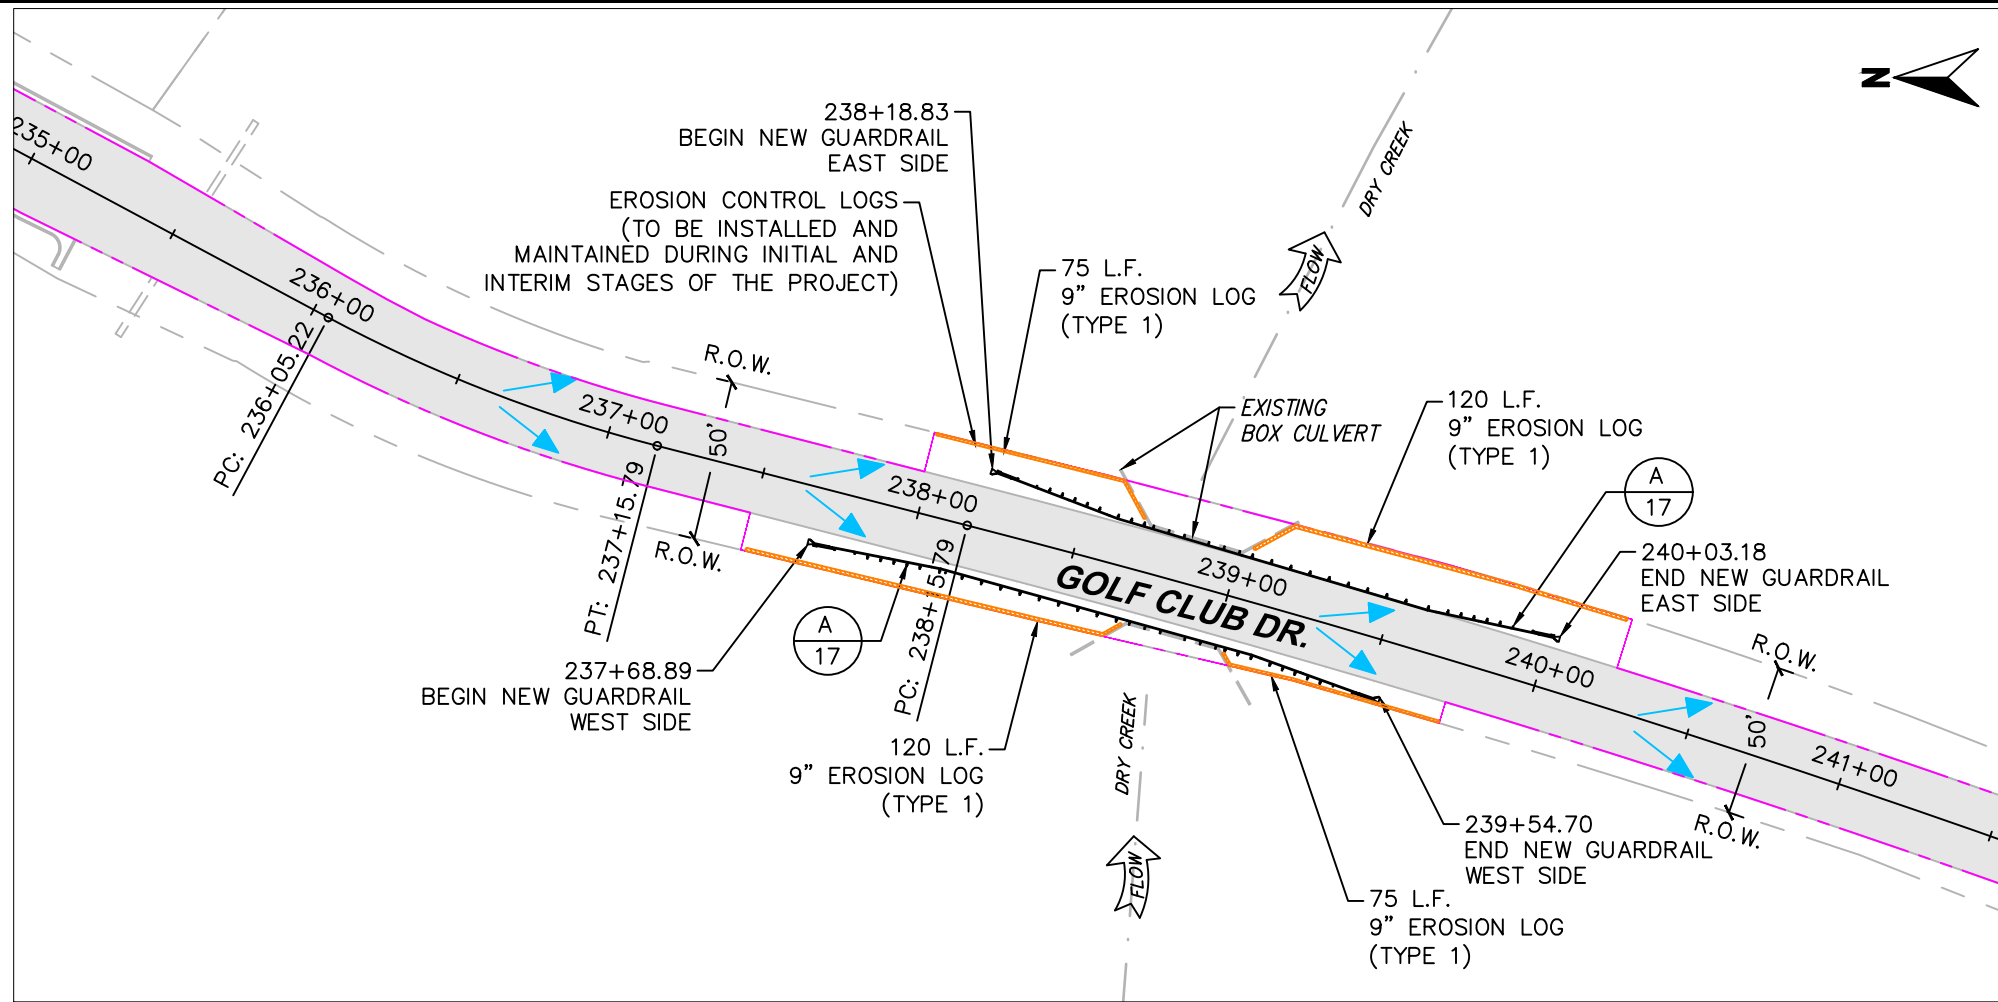 N
235+00
236+00
237+00
238+00
239+00
240+00
241+00
238+18.83
BEGIN NEW GUARDRAIL
EAST SIDE
EROSION CONTROL LOGS
(TO BE INSTALLED AND
MAINTAINED DURING INITIAL AND
INTERIM STAGES OF THE PROJECT)
75 L.F.
9" EROSION LOG
(TYPE 1)
DRY CREEK
FLOW
EXISTING
BOX CULVERT
120 L.F.
9" EROSION LOG
(TYPE 1)
A
17
240+03.18
END NEW GUARDRAIL
EAST SIDE
R.O.W.
50'
R.O.W.
PC: 236+05.22
PT: 237+15.79
GOLF CLUB DR.
R.O.W.
50'
R.O.W.
A
17
237+68.89
BEGIN NEW GUARDRAIL
WEST SIDE
120 L.F.
9" EROSION LOG
(TYPE 1)
DRY CREEK
FLOW
239+54.70
END NEW GUARDRAIL
WEST SIDE
75 L.F.
9" EROSION LOG
(TYPE 1)
PC: